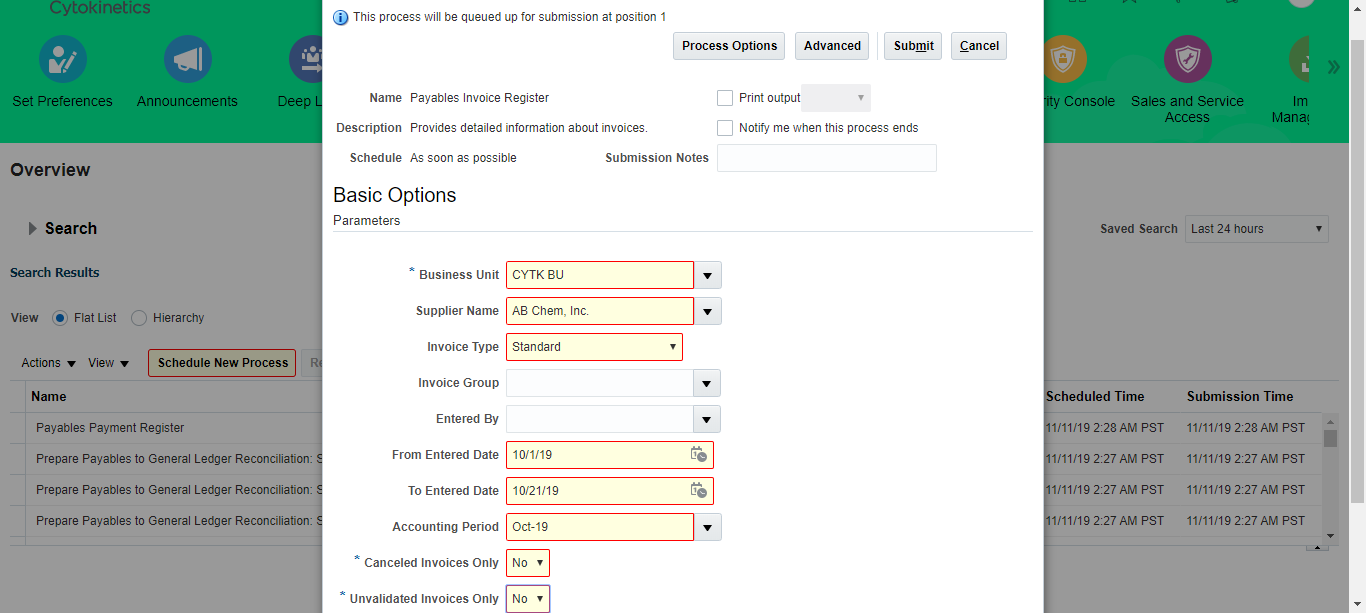 Cytokinetics
This process will be queued up for submission at position 1
Process Options
Advanced
Submit
Cancel
Set Preferences
Announcements
Deep L
rity Console
Sales and Service
Access
Im
Manag
Name Payables Invoice Register
Print output
Description Provides detailed information about invoices.
Notify me when this process ends
Schedule As soon as possible
Submission Notes
Overview
Basic Options
Parameters
Search
Saved Search Last 24 hours
Search Results
* Business Unit CYTK BU
Supplier Name AB Chem, Inc.
View Flat List Hierarchy
Invoice Type Standard
Actions View Schedule New Process Re
Invoice Group
Name
Scheduled Time Submission Time
Entered By
Payables Payment Register
11/11/19 2:28 AM PST 11/11/19 2:28 AM PST
From Entered Date 10/1/19
Prepare Payables to General Ledger Reconciliation: S
11/11/19 2:27 AM PST 11/11/19 2:27 AM PST
To Entered Date 10/21/19
Prepare Payables to General Ledger Reconciliation: S
11/11/19 2:27 AM PST 11/11/19 2:27 AM PST
Accounting Period Oct-19
Prepare Payables to General Ledger Reconciliation: S
11/11/19 2:27 AM PST 11/11/19 2:27 AM PST
* Canceled Invoices Only No
* Unvalidated Invoices Only No